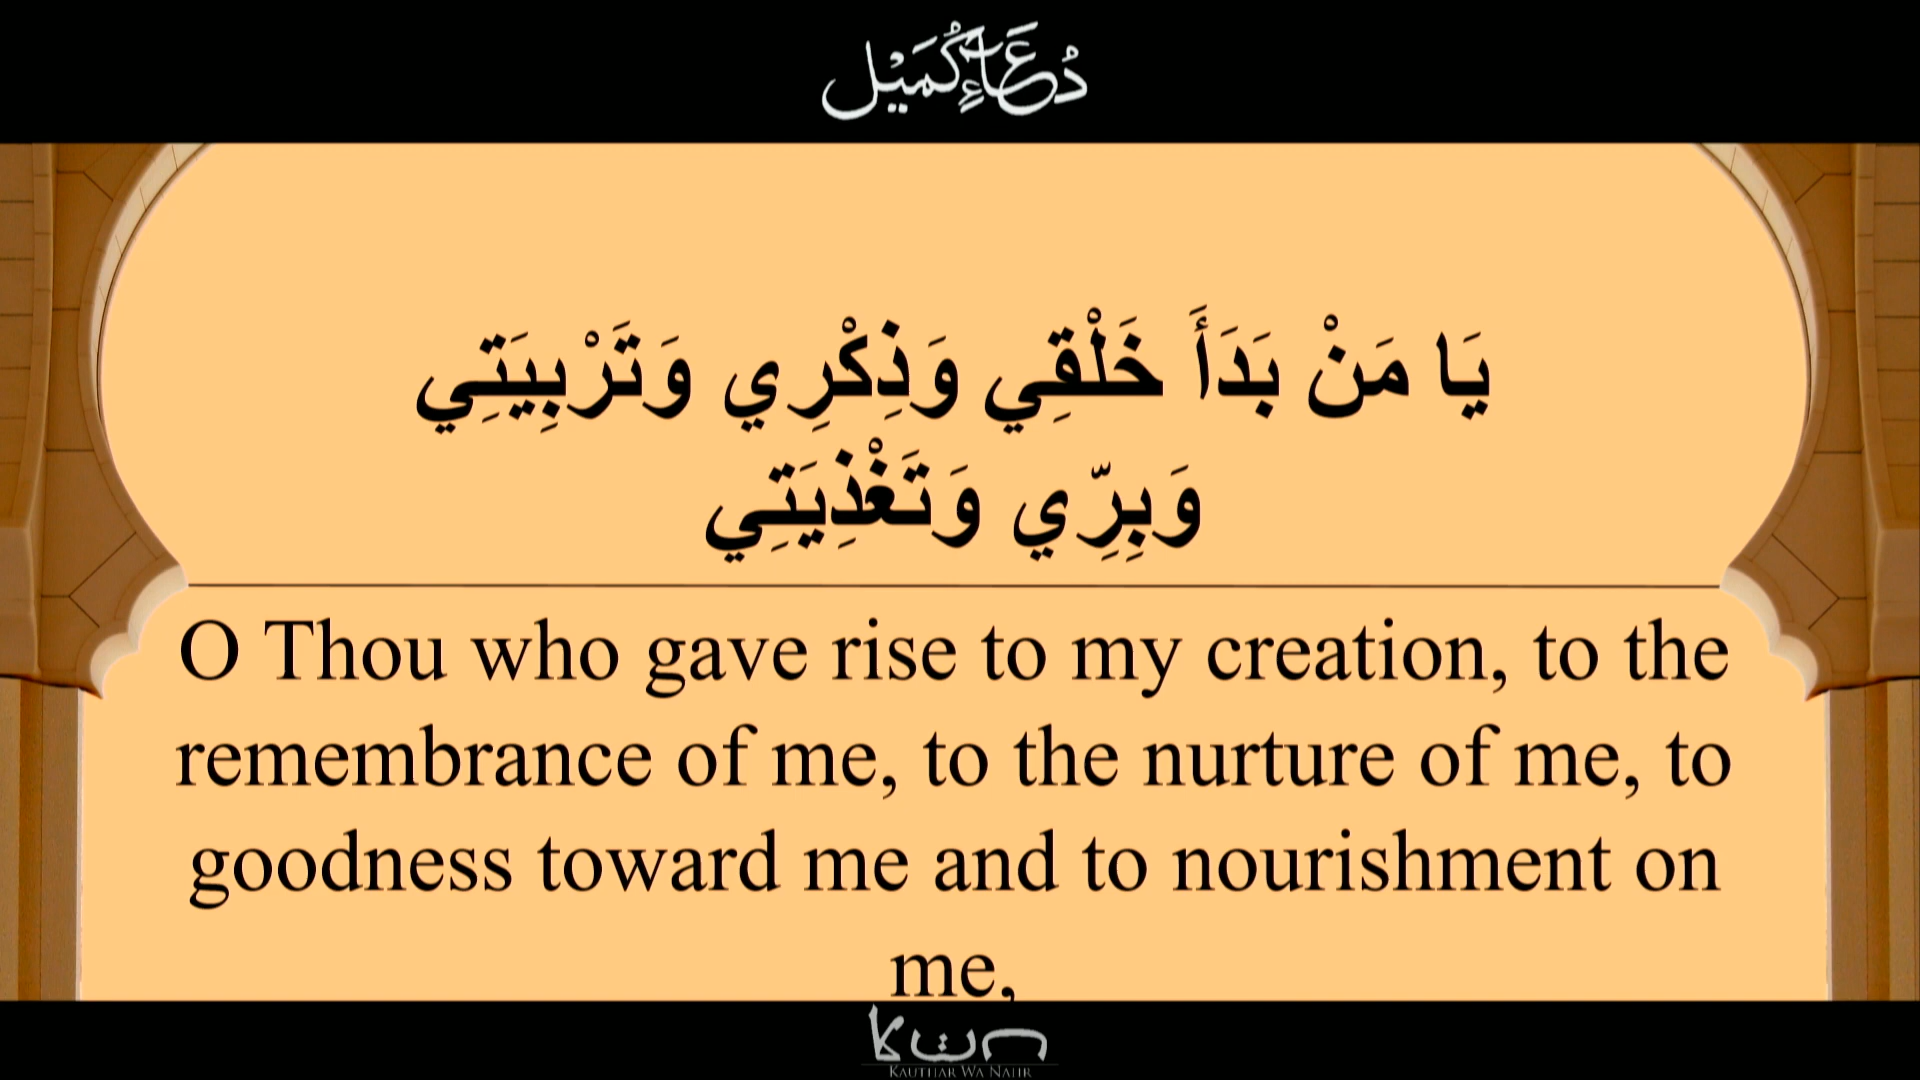 دُعَاءُ كُمَيْل
يَا مَنْ بَدَأَ خَلْقِي وَذِكْرِي وَتَرْبِيَتِي
وَبِرِّي وَتَغْذِيَتِي
O Thou who gave rise to my creation, to the
remembrance of me, to the nurture of me, to
goodness toward me and to nourishment on
me,
KAUTHAR WA NAHR